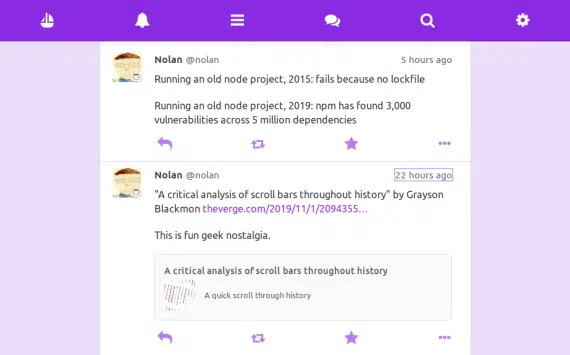 Nolan @nolan 5 hours ago
Running an old node project, 2015: fails because no lockfile
Running an old node project, 2019: npm has found 3,000
vulnerabilities across 5 million dependencies
Nolan @nolan 22 hours ago
"A critical analysis of scroll bars throughout history" by Grayson
Blackmon theverge.com/2019/11/1/2094355…
This is fun geek nostalgia.
A critical analysis of scroll bars throughout history
A quick scroll through history